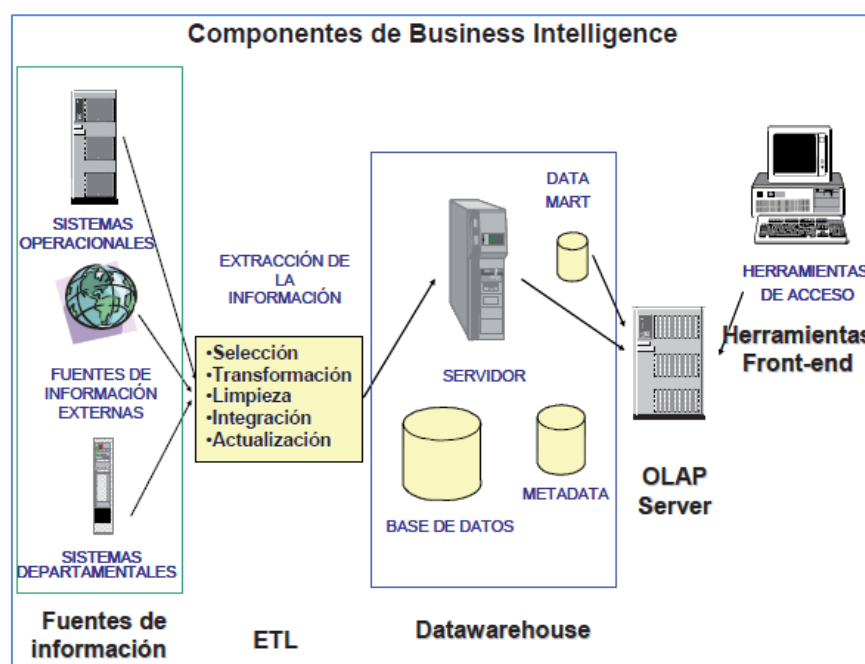 Componentes de Business Intelligence
SISTEMAS
OPERACIONALES
FUENTES DE
INFORMACIÓN
EXTERNAS
SISTEMAS
DEPARTAMENTALES
Fuentes de
información
EXTRACCIÓN DE
LA
INFORMACIÓN
•Selección
•Transformación
•Limpieza
•Integración
•Actualización
ETL
DATA
MART
SERVIDOR
BASE DE DATOS
METADATA
Datawarehouse
OLAP
Server
HERRAMIENTAS
DE ACCESO
Herramientas
Front-end